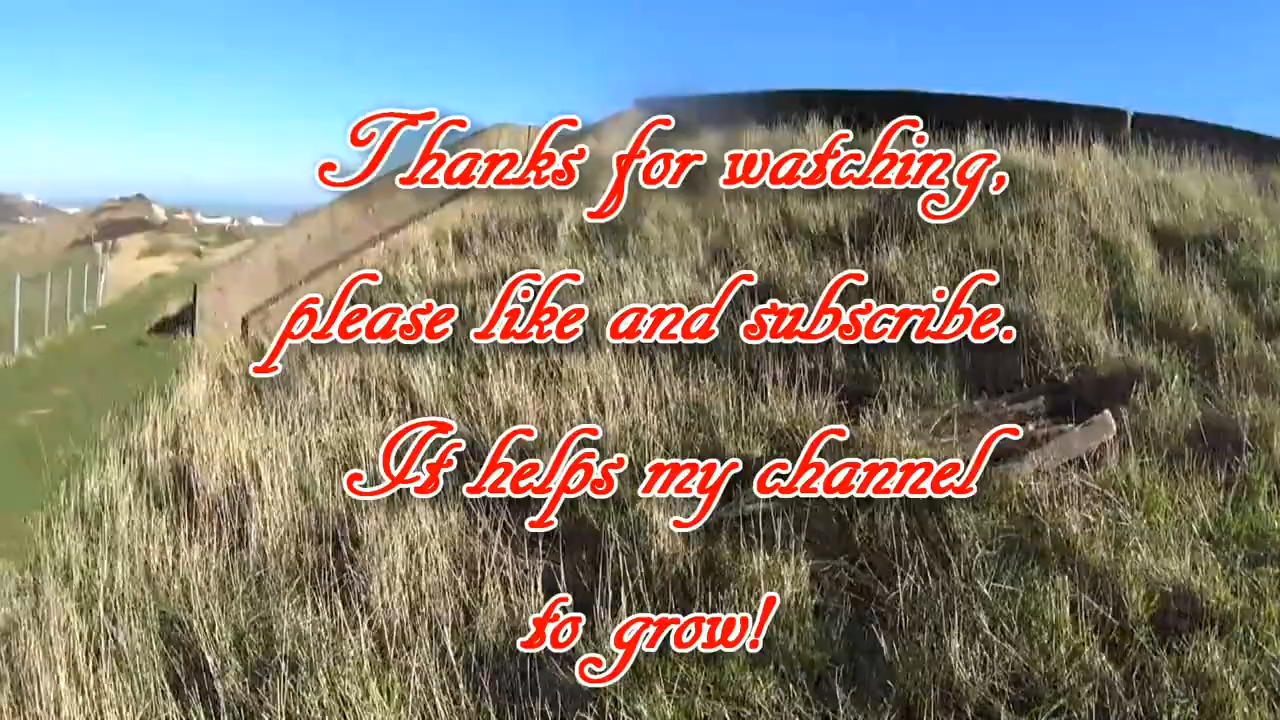 Thanks for watching,
please like and subscribe.
It helps my channel
to grow!